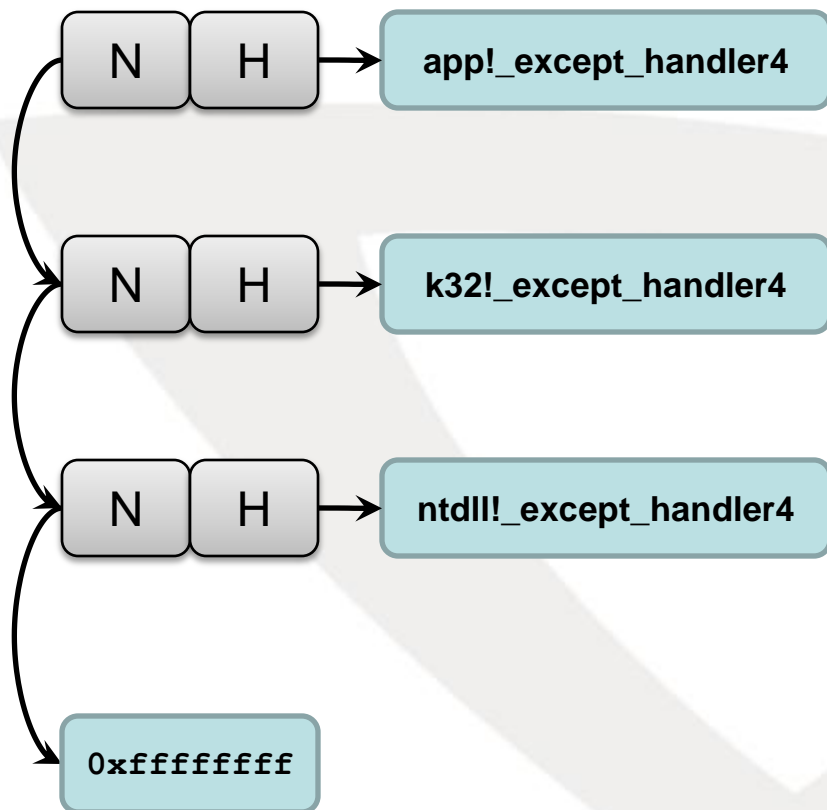 N H app!_except_handler4
N H k32!_except_handler4
N H ntdll!_except_handler4
0xffffffff